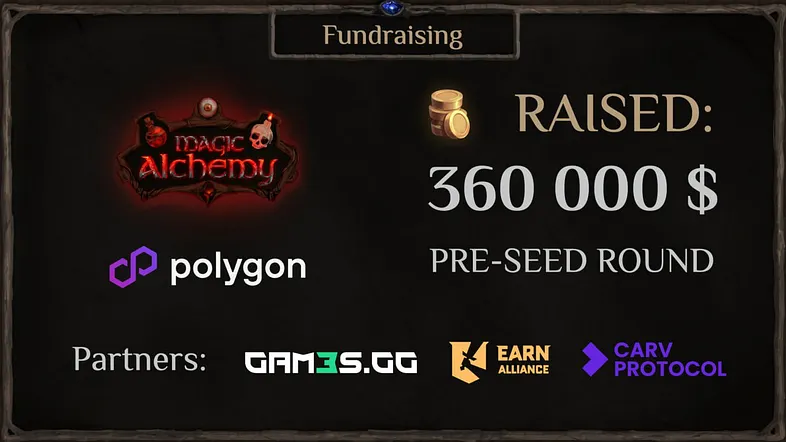 Fundraising
MAGIC
Alchemy
polygon
RAISED:
360 000 $
PRE-SEED ROUND
Partners:
GAM3S.GG
EARN
ALLIANCE
CARV
PROTOCOL